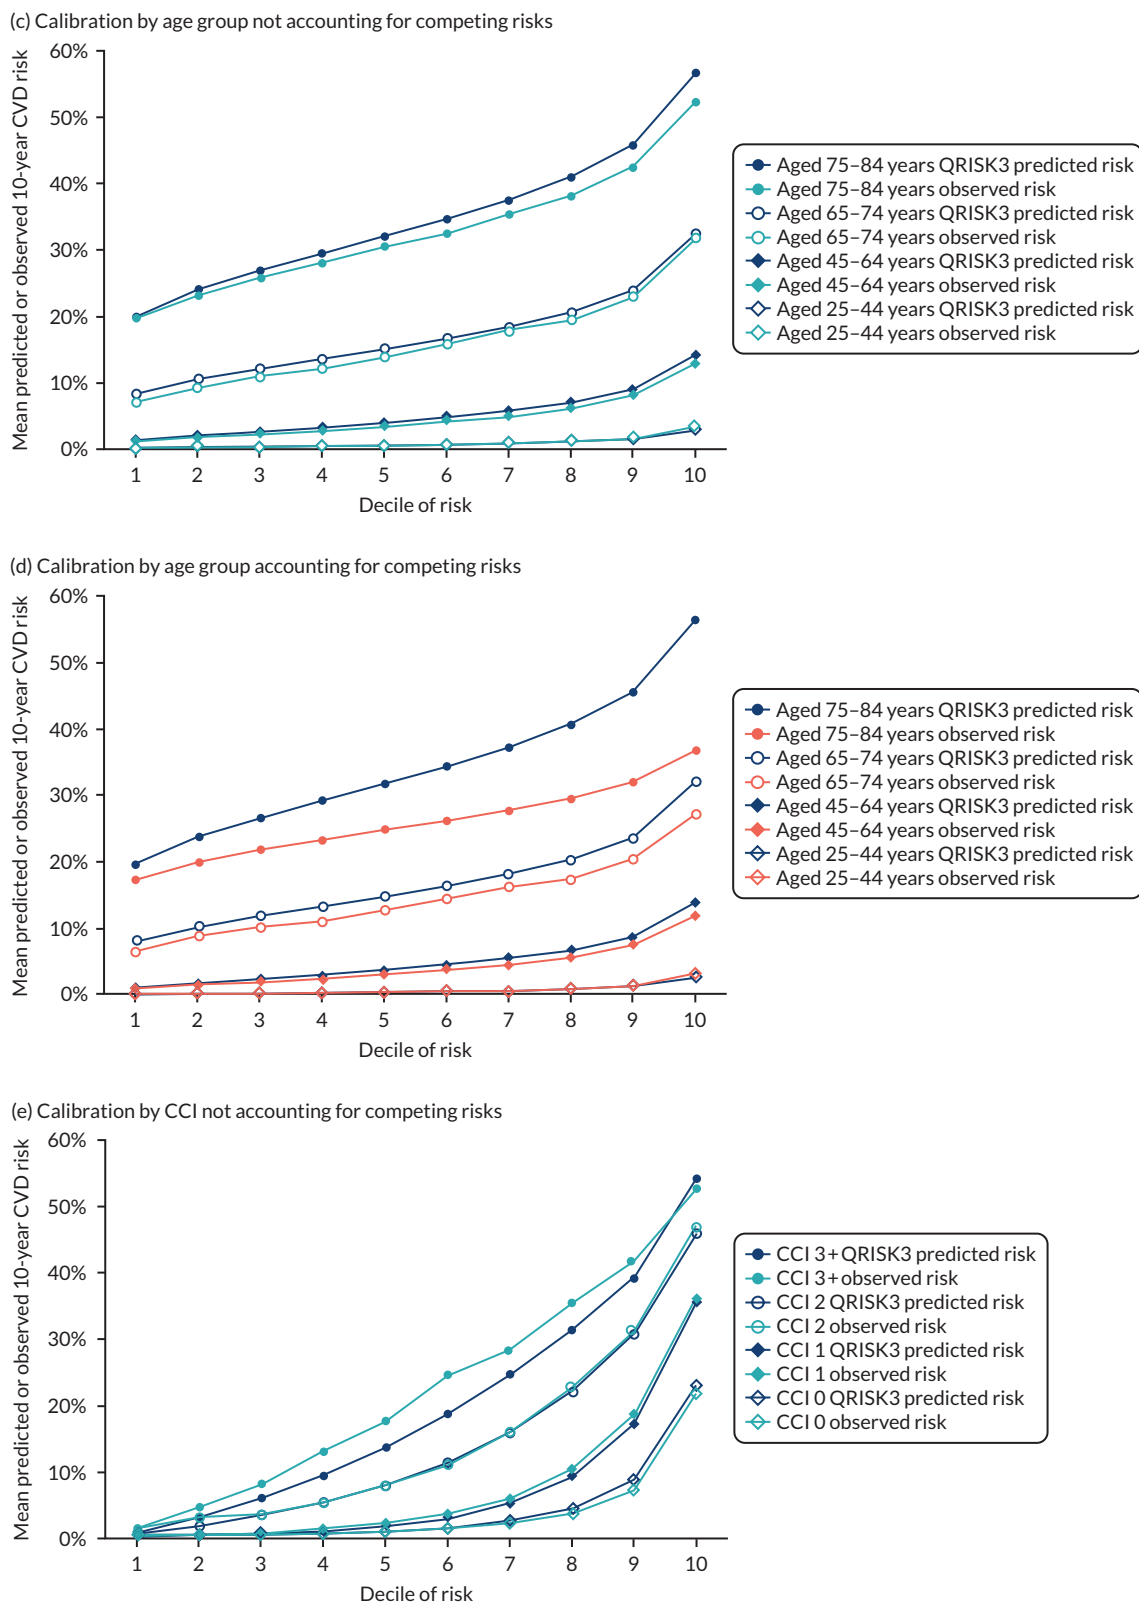 (c) Calibration by age group not accounting for competing risks
Mean predicted or observed 10-year CVD risk
60%
50%
40%
30%
20%
10%
0%
1 2 3 4 5 6 7 8 9 10
Decile of risk
Aged 75–84 years QRISK3 predicted risk
Aged 75–84 years observed risk
Aged 65–74 years QRISK3 predicted risk
Aged 65–74 years observed risk
Aged 45–64 years QRISK3 predicted risk
Aged 45–64 years observed risk
Aged 25–44 years QRISK3 predicted risk
Aged 25–44 years observed risk
(d) Calibration by age group accounting for competing risks
Mean predicted or observed 10-year CVD risk
60%
50%
40%
30%
20%
10%
0%
1 2 3 4 5 6 7 8 9 10
Decile of risk
Aged 75–84 years QRISK3 predicted risk
Aged 75–84 years observed risk
Aged 65–74 years QRISK3 predicted risk
Aged 65–74 years observed risk
Aged 45–64 years QRISK3 predicted risk
Aged 45–64 years observed risk
Aged 25–44 years QRISK3 predicted risk
Aged 25–44 years observed risk
(e) Calibration by CCI not accounting for competing risks
Mean predicted or observed 10-year CVD risk
60%
50%
40%
30%
20%
10%
0%
1 2 3 4 5 6 7 8 9 10
Decile of risk
CCI 3+ QRISK3 predicted risk
CCI 3+ observed risk
CCI 2 QRISK3 predicted risk
CCI 2 observed risk
CCI 1 QRISK3 predicted risk
CCI 1 observed risk
CCI 0 QRISK3 predicted risk
CCI 0 observed risk